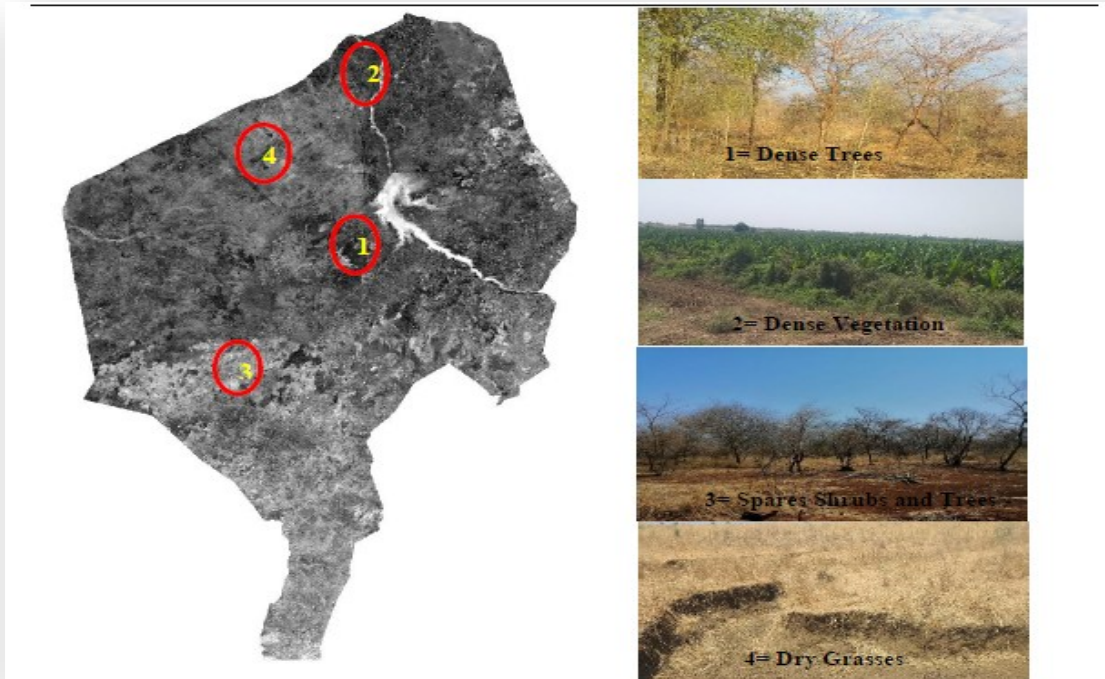 2
4
1
3
1= Dense Trees
2= Dense Vegetation
3= Spares Shrubs and Trees
4= Dry Grasses